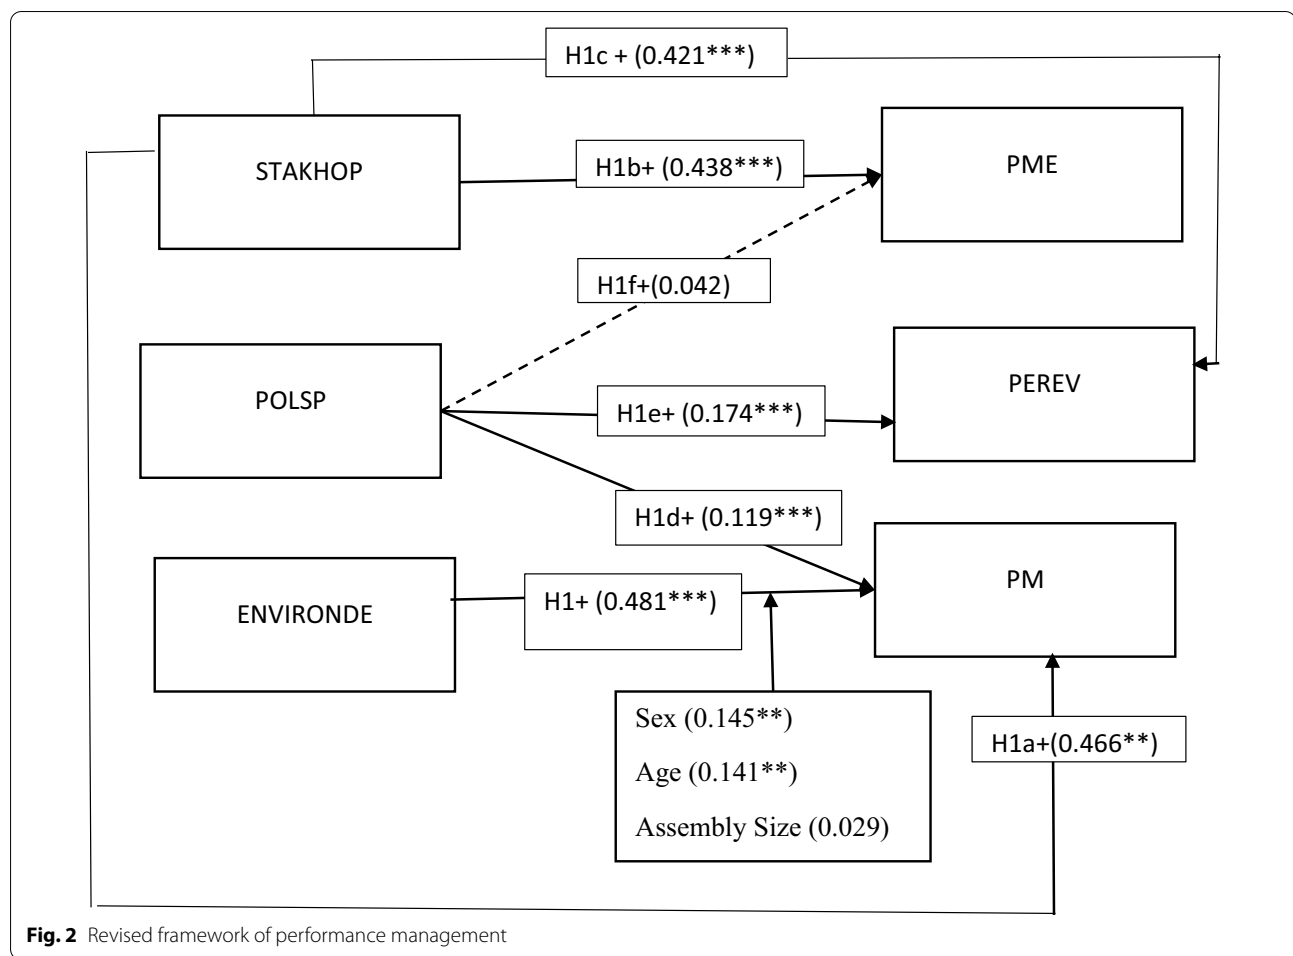 H1c + (0.421***)
STAKHOP
H1b+ (0.438***)
PME
H1f+(0.042)
POLSP
H1e+ (0.174***)
PEREV
H1d+ (0.119***)
ENVIRONDE
H1+ (0.481***)
PM
Sex (0.145**)
Age (0.141**)
Assembly Size (0.029)
H1a+(0.466**)
Fig. 2 Revised framework of performance management